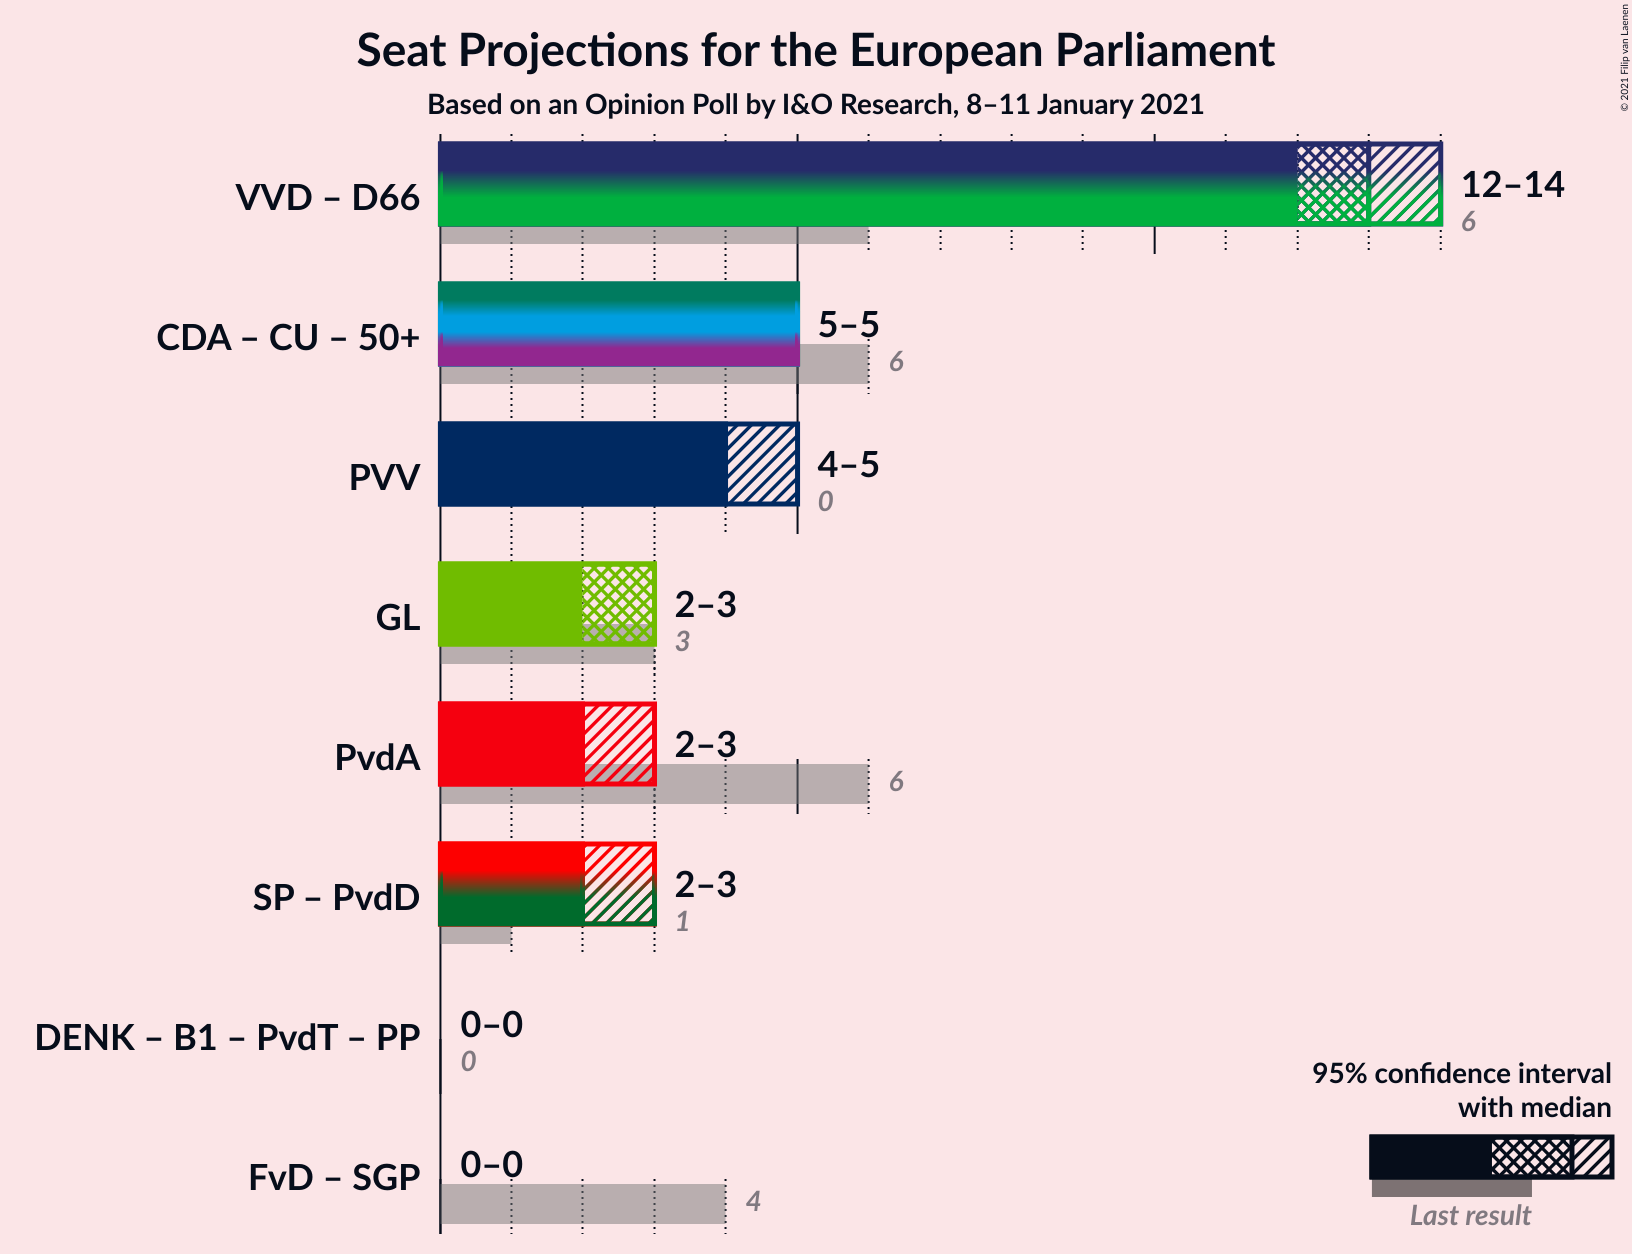 Seat Projections for the European Parliament
Based on an Opinion Poll by I&O Research, 8–11 January 2021
© 2021 Filip van Laenen
VVD – D66
12–14
6
CDA – CU – 50+
5–5
6
PVV
4–5
0
GL
2–3
3
PvdA
2–3
6
SP – PvdD
2–3
1
DENK – B1 – PvdT – PP
0–0
0
FvD – SGP
0–0
4
95% confidence interval
with median
Last result